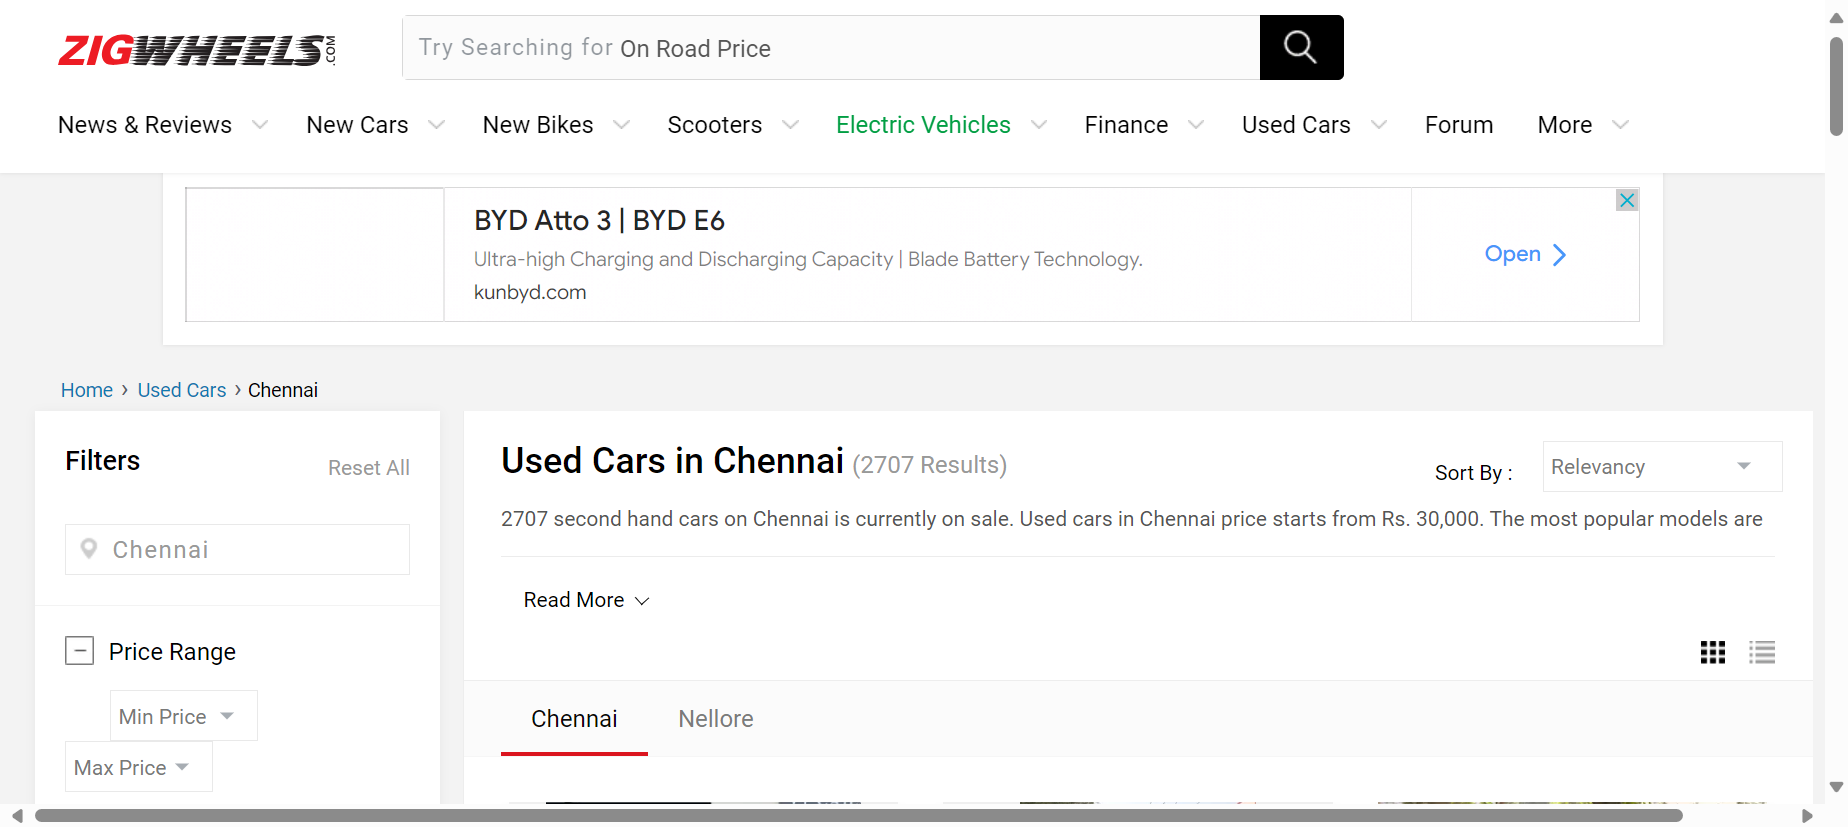 ZIGWHEELS.COM
Try Searching for On Road Price
News & Reviews New Cars New Bikes Scooters Electric Vehicles Finance Used Cars Forum More
BYD Atto 3 | BYD E6
Ultra-high Charging and Discharging Capacity | Blade Battery Technology.
kunbyd.com
Open
Home › Used Cars › Chennai
Filters
Reset All
Chennai
Price Range
Min Price
Max Price
Used Cars in Chennai (2707 Results)
Sort By :
Relevancy
2707 second hand cars on Chennai is currently on sale. Used cars in Chennai price starts from Rs. 30,000. The most popular models are
Read More
Chennai Nellore